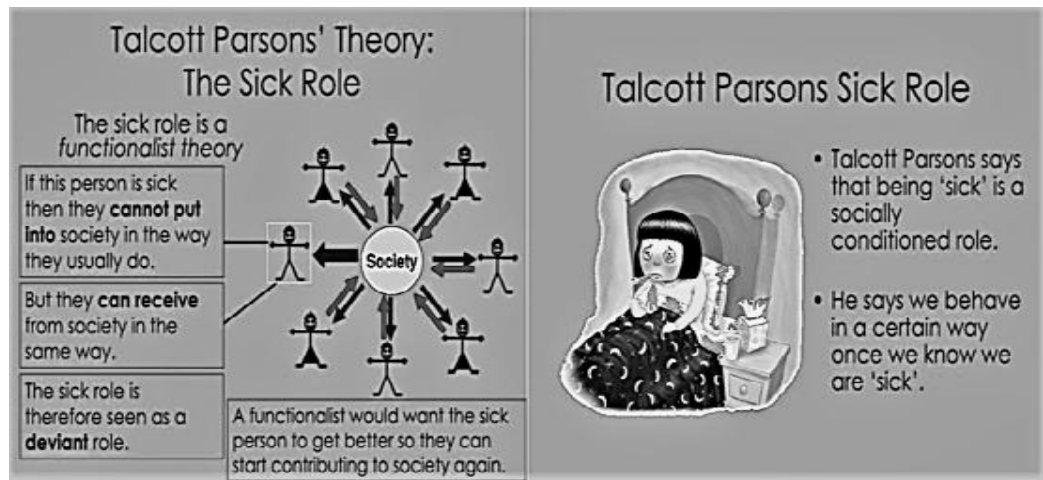 Talcott Parsons' Theory:
The Sick Role
The sick role is a
functionalist theory
If this person is sick
then they cannot put
into society in the way
they usually do.
But they can receive
from society in the
same way.
The sick role is
therefore seen as a
deviant role.
Society
A functionalist would want the sick
person to get better so they can
start contributing to society again.
Talcott Parsons Sick Role
• Talcott Parsons says
that being 'sick' is a
socially
conditioned role.
• He says we behave
in a certain way
once we know we
are 'sick'.